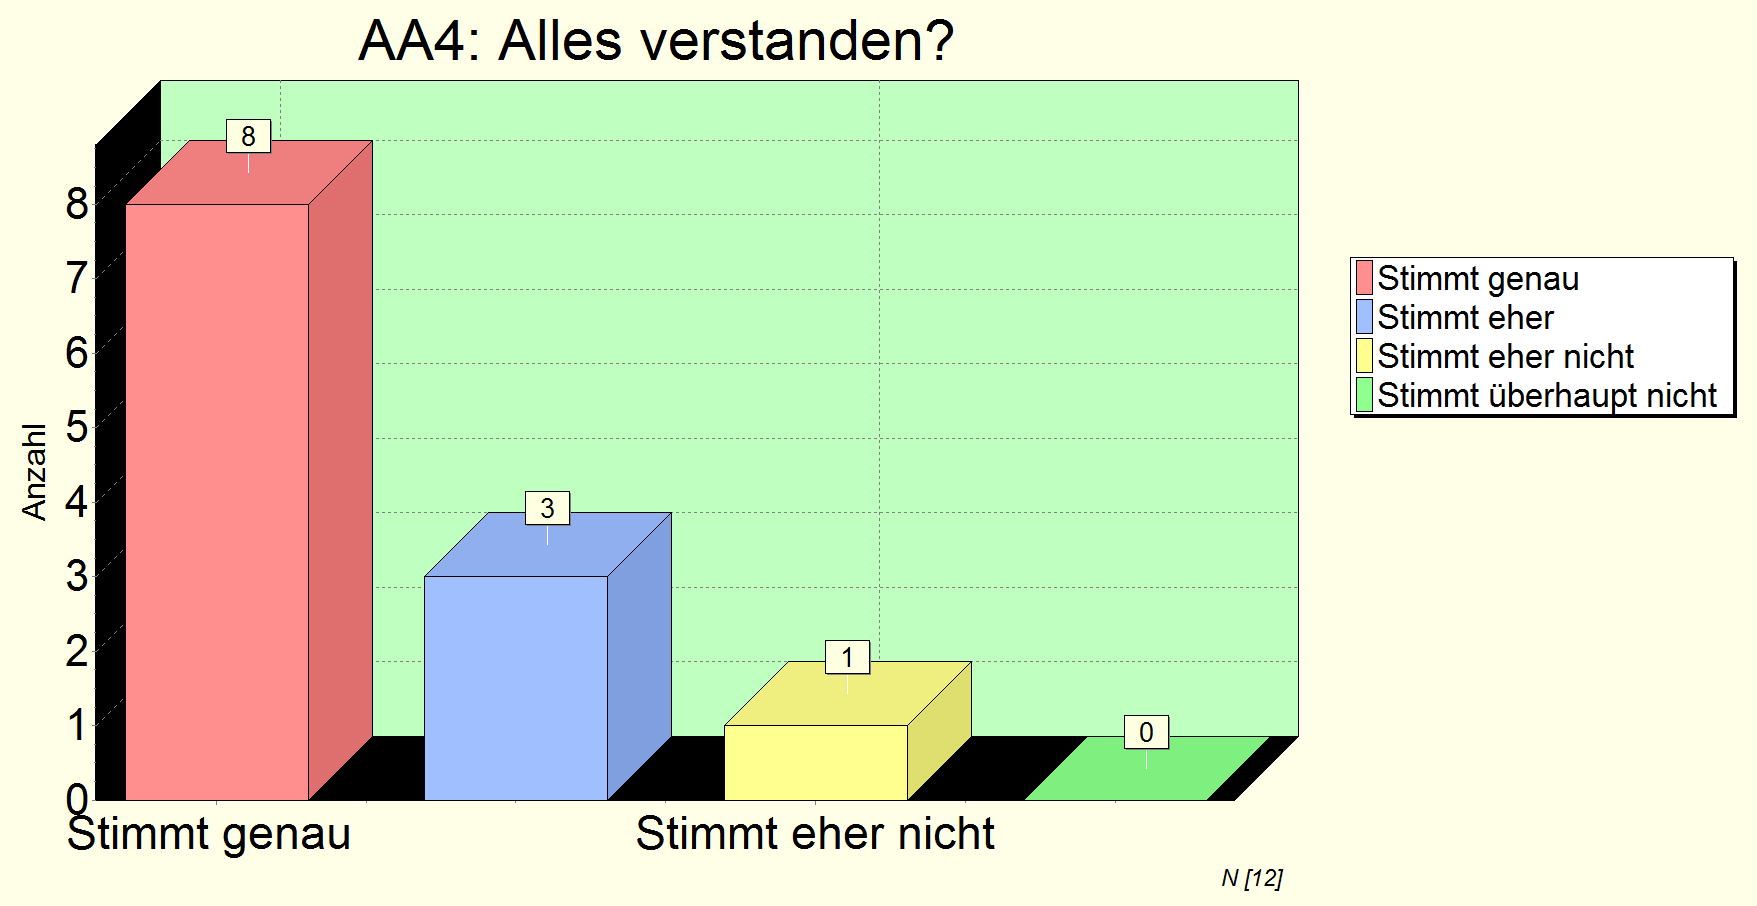 AA4: Alles verstanden?
8
3
1
0
8
7
6
5
4
3
2
1
0
Anzahl
Stimmt genau
Stimmt eher nicht
Stimmt genau
Stimmt eher
Stimmt eher nicht
Stimmt überhaupt nicht
N [12]